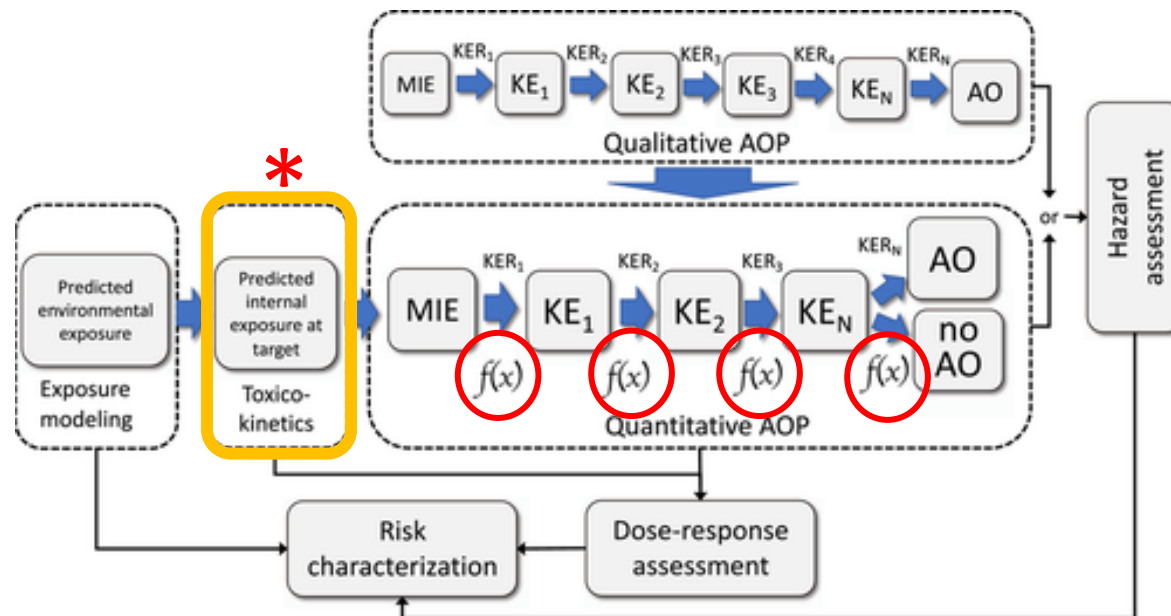 KER1 KER2 KER3 KER4 KERN
MIE KE1 KE2 KE3 KEN AO
Qualitative AOP
*
Predicted
environmental
exposure
Exposure
modeling
Predicted
internal
exposure at
target
Toxico-
kinetics
KER1 KER2 KER3 KERN
MIE KE1 KE2 KEN AO
no
AO
f(x) f(x) f(x) f(x)
Quantitative AOP
or
Hazard
assessment
Risk
characterization
Dose-response
assessment